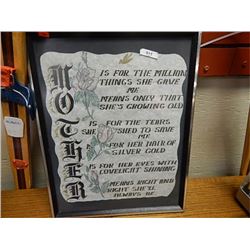 MOTHER
IS FOR THE MILLION
THINGS SHE GAVE
ME
MEANS ONLY THAT
SHE'S GROWING OLD
IS FOR THE TEARS
SHE SHED TO SAVE
ME
FOR HER HAIR OF
SILVER GOLD
IS FOR HER EYES WITH
LOVELIGHT SHINING
MEANS RIGHT AND
RIGHT SHE'LL
ALWAYS BE